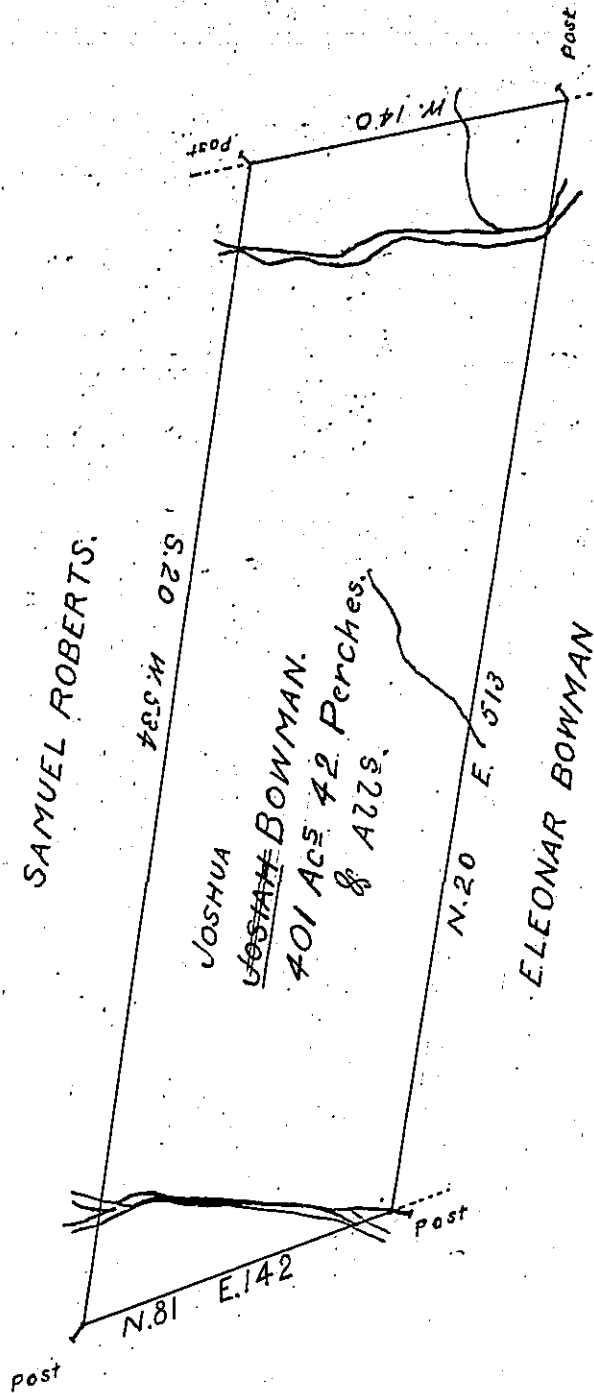 Post
W. 140
Post
SAMUEL ROBERTS.
S.20 W.534
JOSHUA
JOSIAH BOWMAN.
401 Acs 42 Perches.
& Alls.
N.20 E. 513
ELEONAR BOWMAN
Post
N.81 E.142
Post